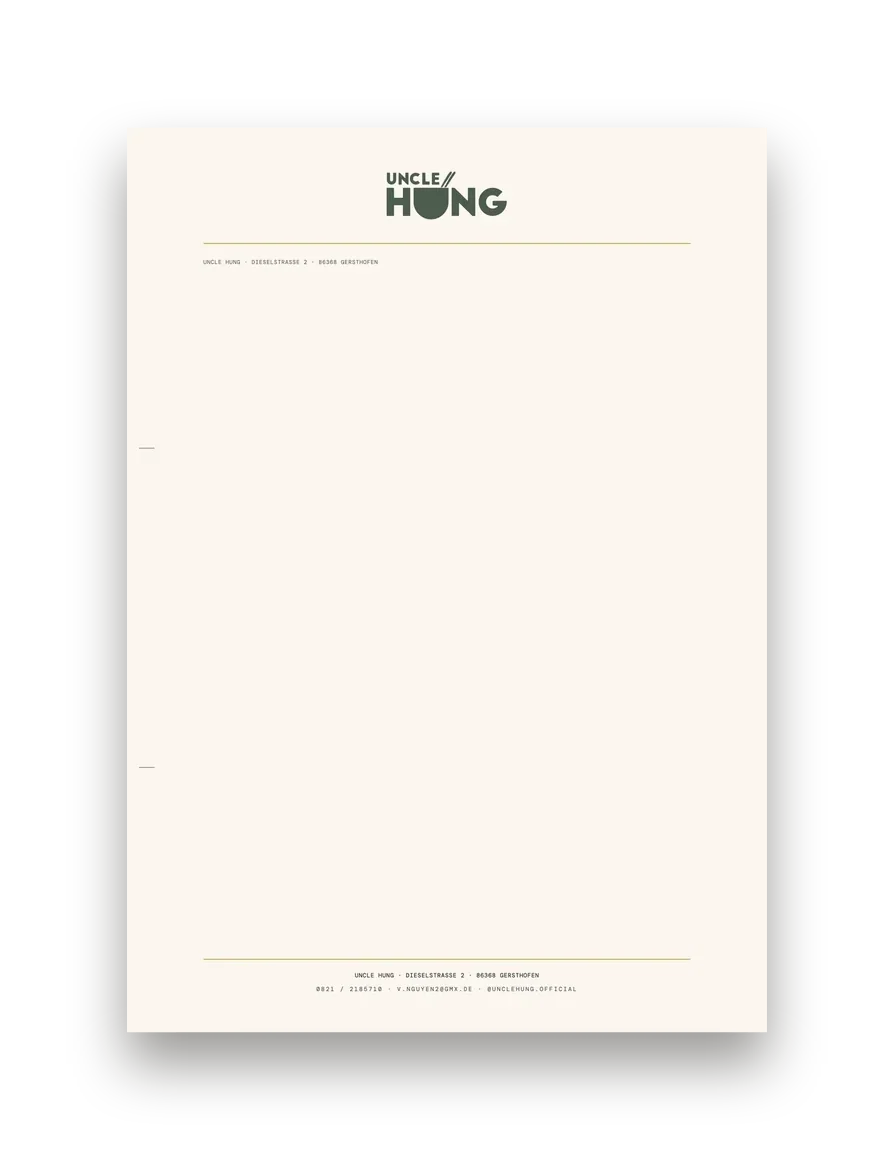 UNCLE
HUNG
UNCLE HUNG · DIESELSTRASSE 2 · 86368 GERSTHOFEN
UNCLE HUNG · DIESELSTRASSE 2 · 86368 GERSTHOFEN
0821 / 2185710 · V.NGUYEN2@GMX.DE · @UNCLEHUNG.OFFICIAL